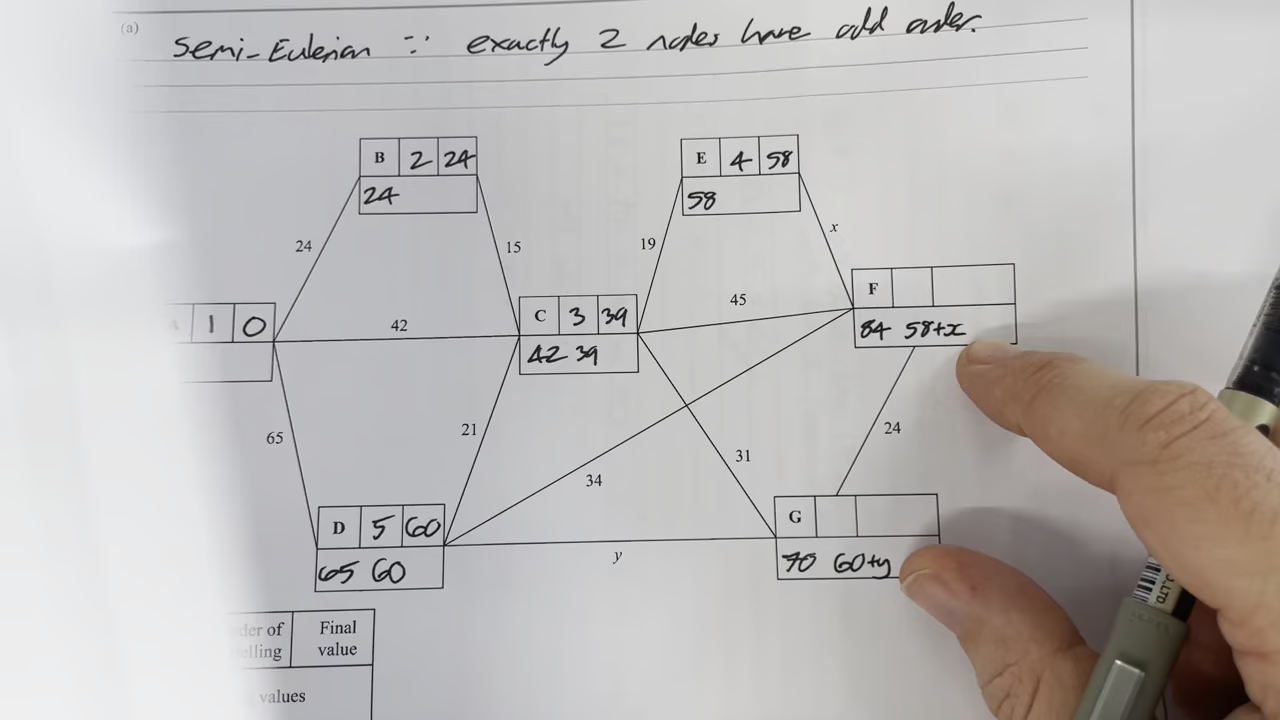 (a)
Semi-Eulerian ∵ exactly 2 nodes have odd order.
B 2 24
24
E 4 58
58
24
15
19
x
F
84 58+x
45
1 0
42
C 3 39
42 39
65
21
34
31
24
D 5 60
65 60
y
G
70 60+y
Final
value
values